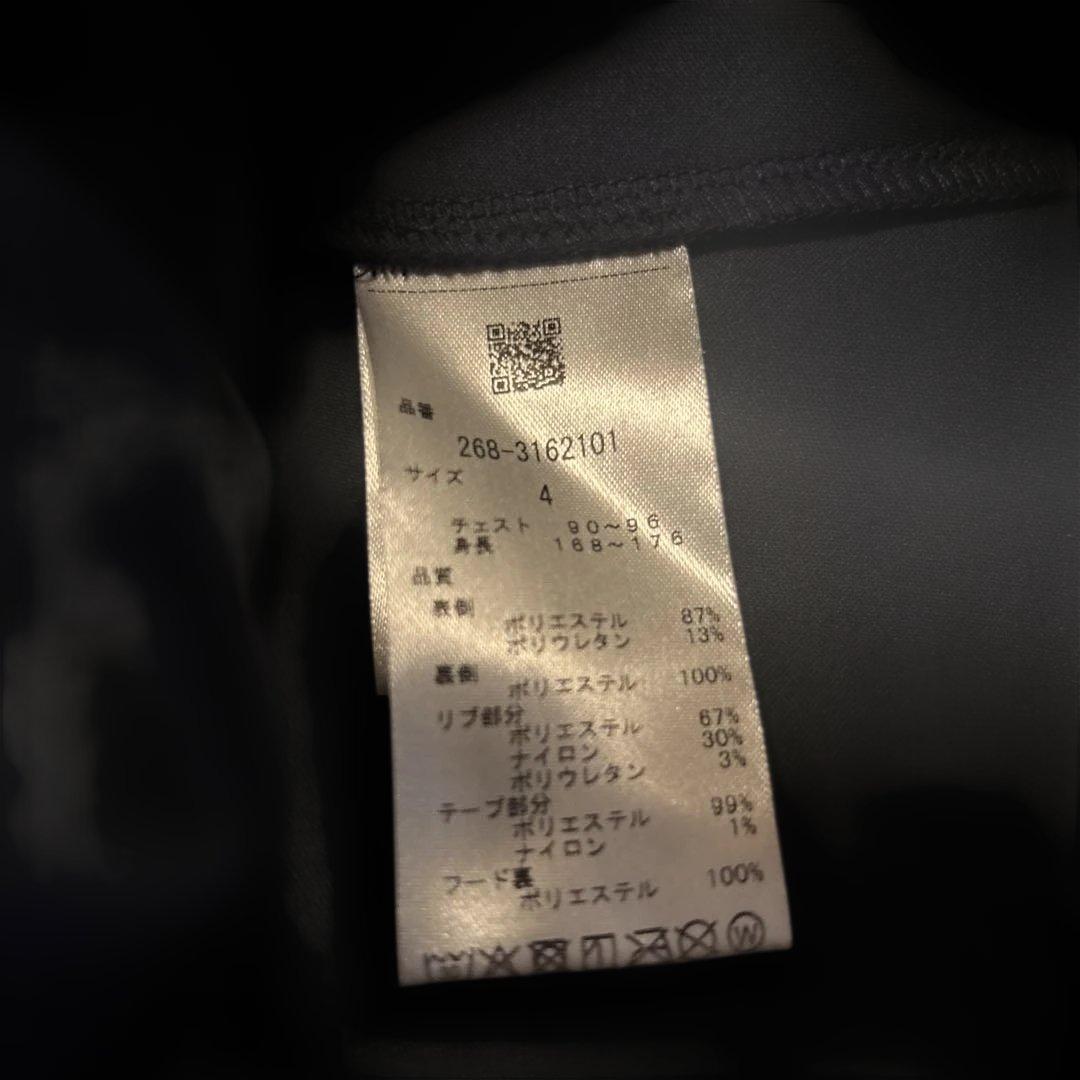 品番
268-3162101
サイズ
4
チェスト 90～96
身長 168～176
品質
表側
ポリエステル 87%
ポリウレタン 13%
裏側
ポリエステル 100%
リブ部分
ポリエステル 67%
ナイロン 30%
ポリウレタン 3%
テープ部分
ポリエステル 99%
ナイロン 1%
フード裏
ポリエステル 100%
W